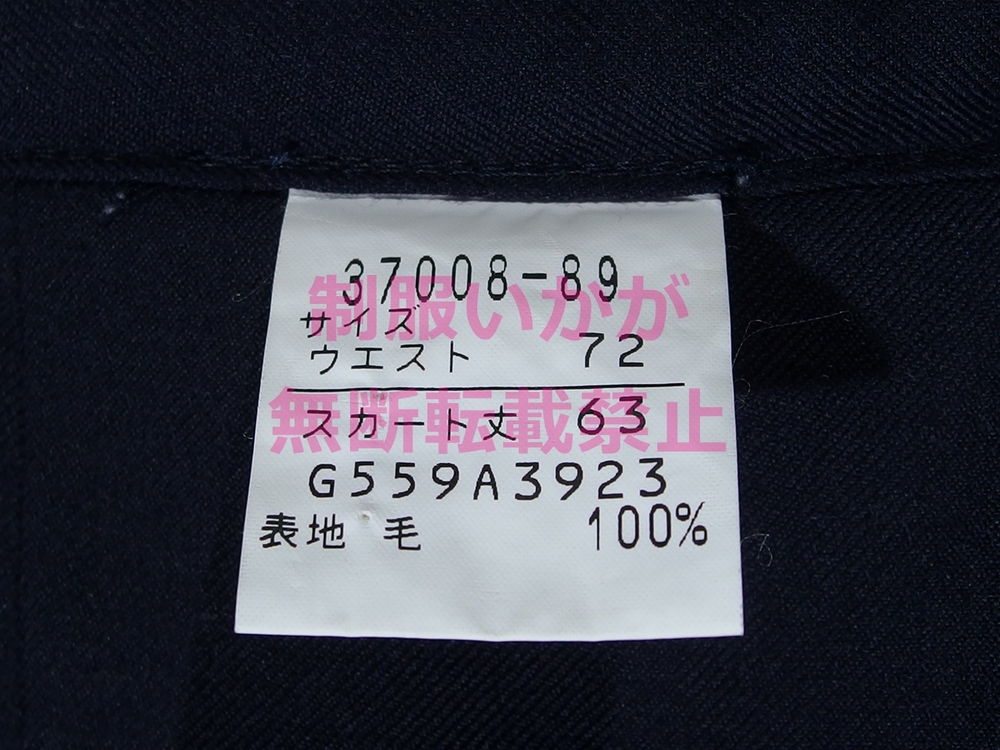 37008-89
制服いかが
サイズ
ウエスト 72
無断転載禁止
スカート丈 63
G559A3923
表地 毛 100%